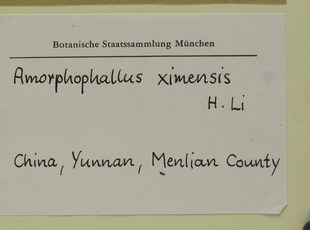 Botanische Staatssammlung München
Amorphophallus ximensis
H. Li
China, Yunnan, Menlian County